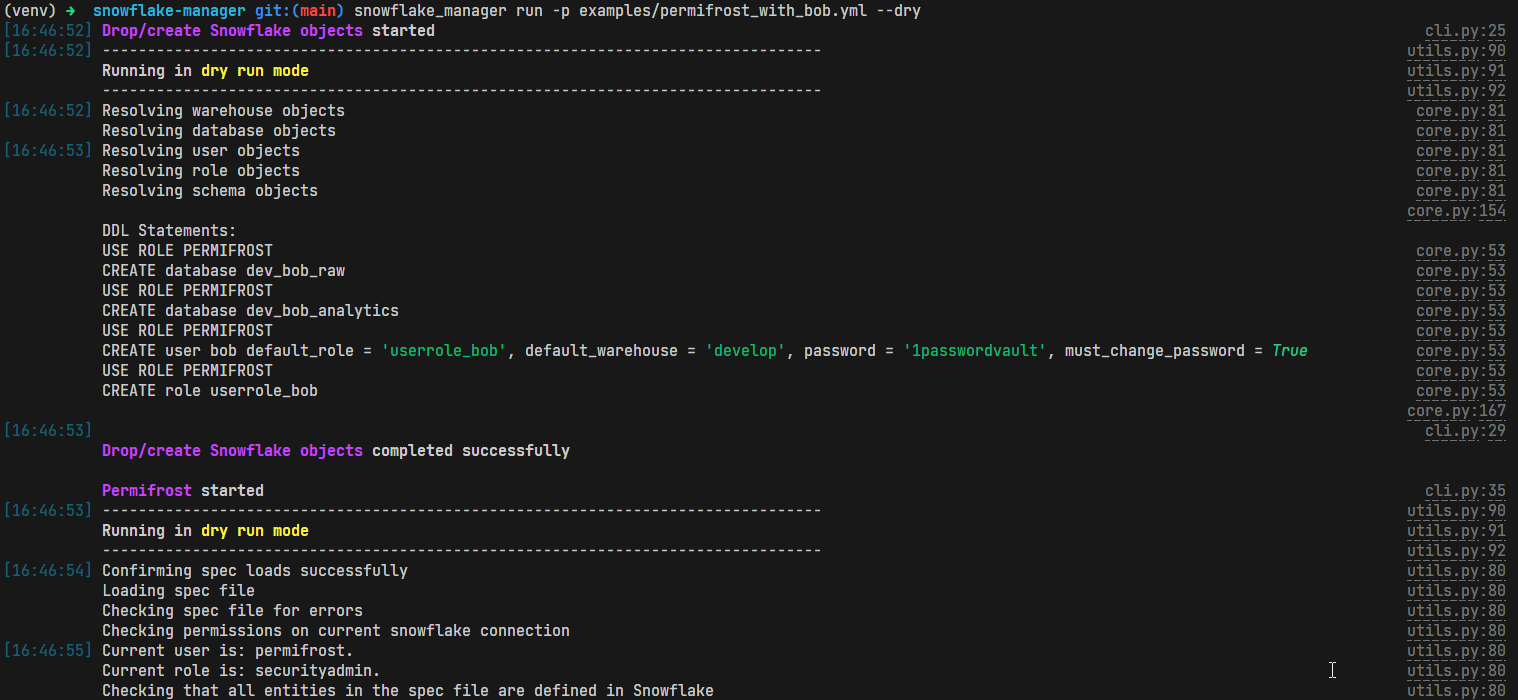 (venv) → snowflake-manager git:(main) snowflake_manager run -p examples/permifrost_with_bob.yml --dry
[16:46:52] Drop/create Snowflake objects started cli.py:25
[16:46:52] -------------------------------------------------------------------------------- utils.py:90
Running in dry run mode utils.py:91
-------------------------------------------------------------------------------- utils.py:92
[16:46:52] Resolving warehouse objects core.py:81
Resolving database objects core.py:81
[16:46:53] Resolving user objects core.py:81
Resolving role objects core.py:81
Resolving schema objects core.py:81
core.py:154
DDL Statements:
USE ROLE PERMIFROST core.py:53
CREATE database dev_bob_raw core.py:53
USE ROLE PERMIFROST core.py:53
CREATE database dev_bob_analytics core.py:53
USE ROLE PERMIFROST core.py:53
CREATE user bob default_role = 'userrole_bob', default_warehouse = 'develop', password = '1passwordvault', must_change_password = True core.py:53
USE ROLE PERMIFROST core.py:53
CREATE role userrole_bob core.py:53
core.py:167
[16:46:53] cli.py:29
Drop/create Snowflake objects completed successfully
Permifrost started cli.py:35
[16:46:53] -------------------------------------------------------------------------------- utils.py:90
Running in dry run mode utils.py:91
-------------------------------------------------------------------------------- utils.py:92
[16:46:54] Confirming spec loads successfully utils.py:80
Loading spec file utils.py:80
Checking spec file for errors utils.py:80
Checking permissions on current snowflake connection utils.py:80
[16:46:55] Current user is: permifrost. utils.py:80
Current role is: securityadmin. utils.py:80
Checking that all entities in the spec file are defined in Snowflake utils.py:80